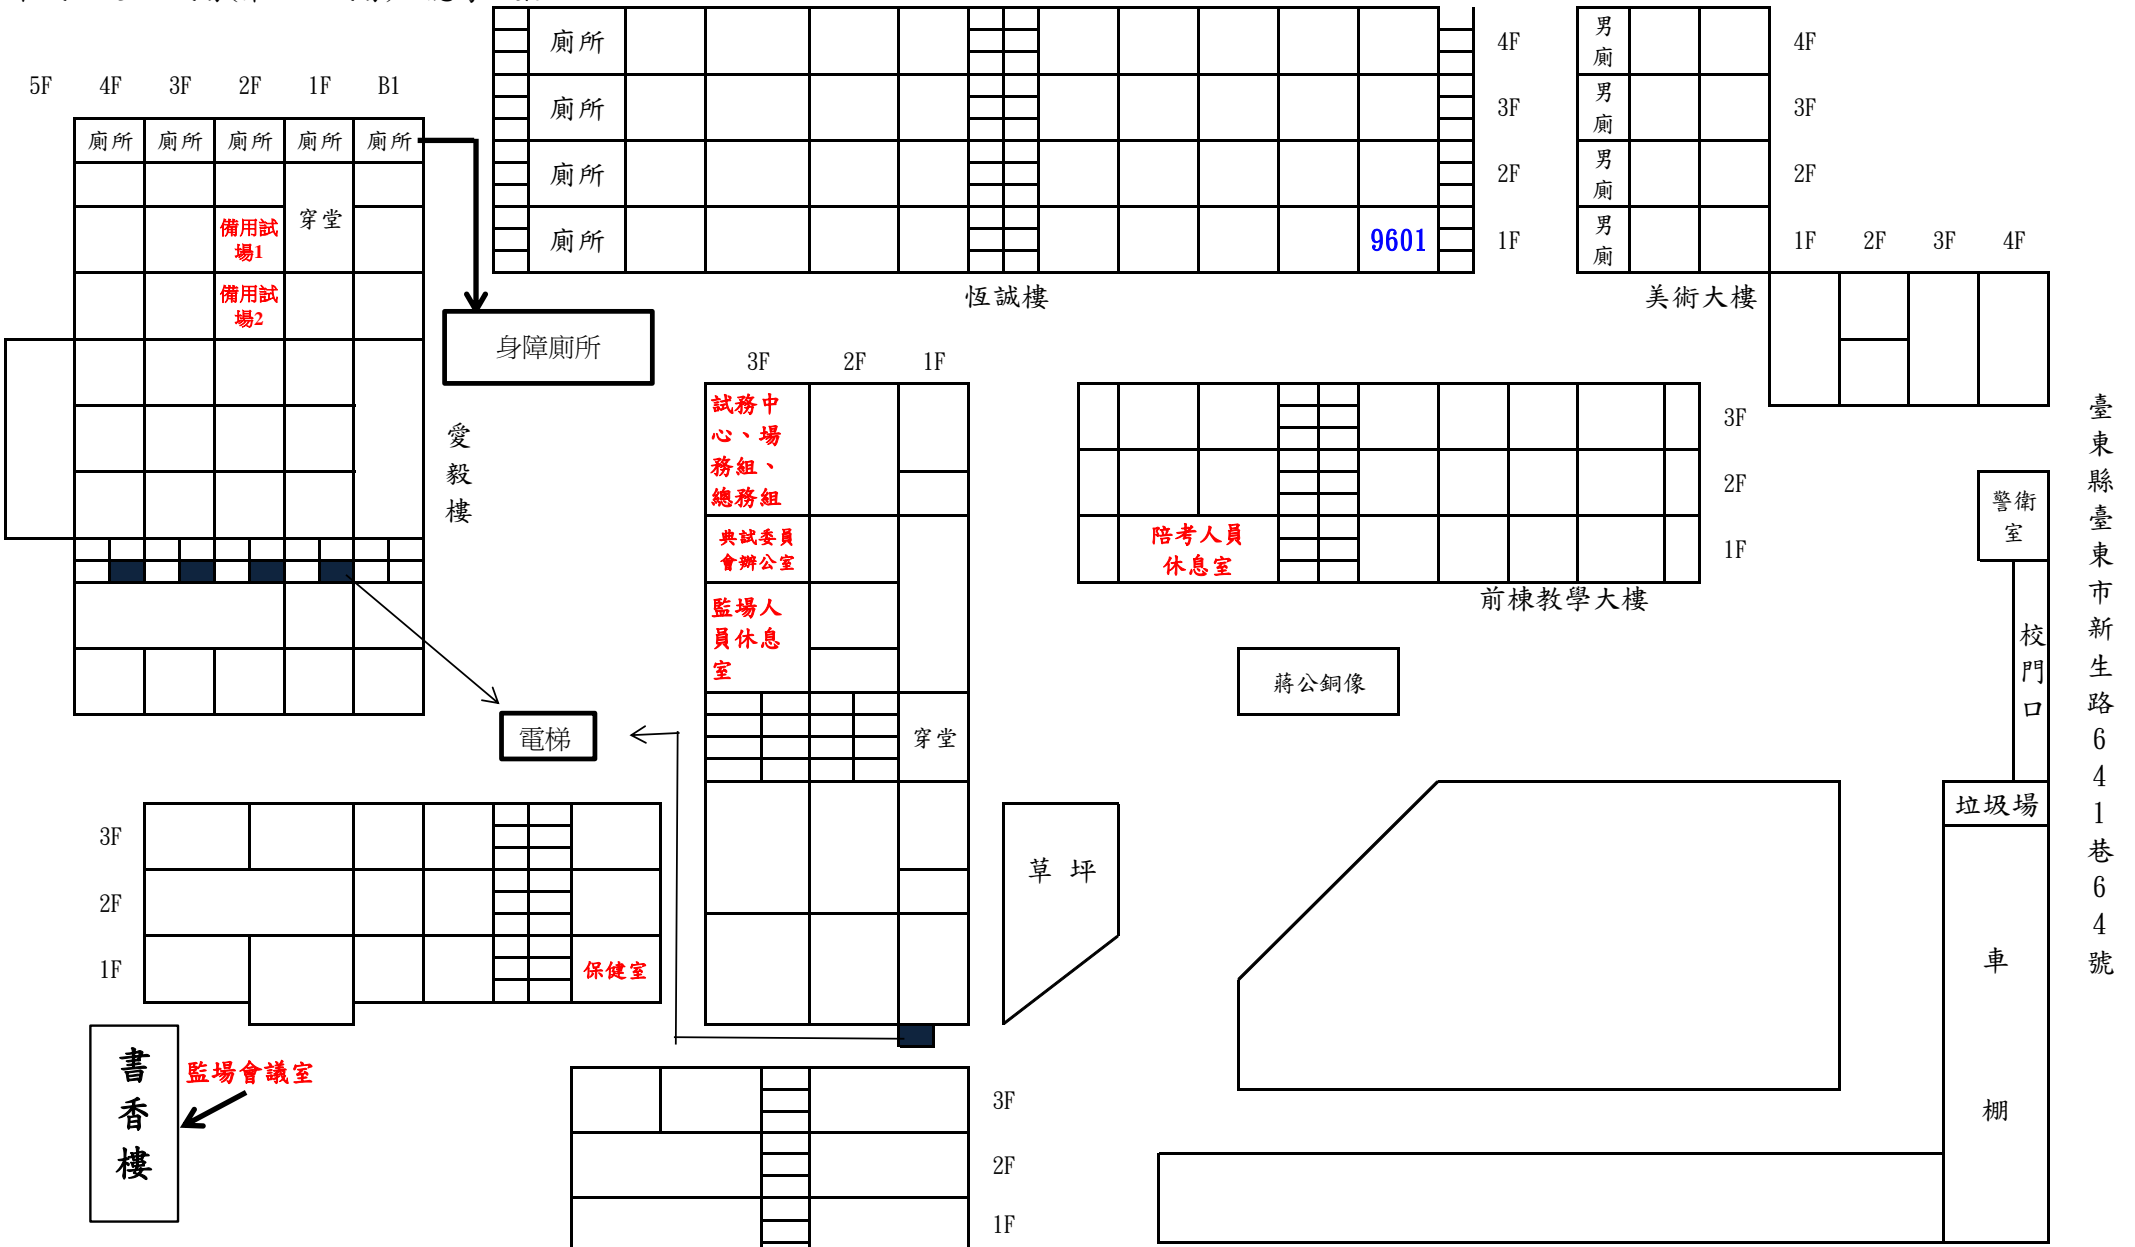 廁所 4F
廁所 3F
廁所 2F
廁所 9601 1F
恆誠樓
男廁 4F
男廁 3F
男廁 2F
男廁 1F 2F 3F 4F
美術大樓
5F 4F 3F 2F 1F B1
廁所 廁所 廁所 廁所 廁所
穿堂
備用試
場1
備用試
場2
愛毅樓
身障廁所
3F 2F 1F
試務中
心、場
務組、
總務組
典試委員
會辦公室
監場人
員休息
室
穿堂
電梯
3F
2F
陪考人員
休息室
1F
前棟教學大樓
蔣公銅像
警衛
室
校門口
垃圾場
車棚
臺東縣臺東市新生路641巷64號
草坪
3F
2F
1F
保健室
書香樓
監場會議室
3F
2F
1F